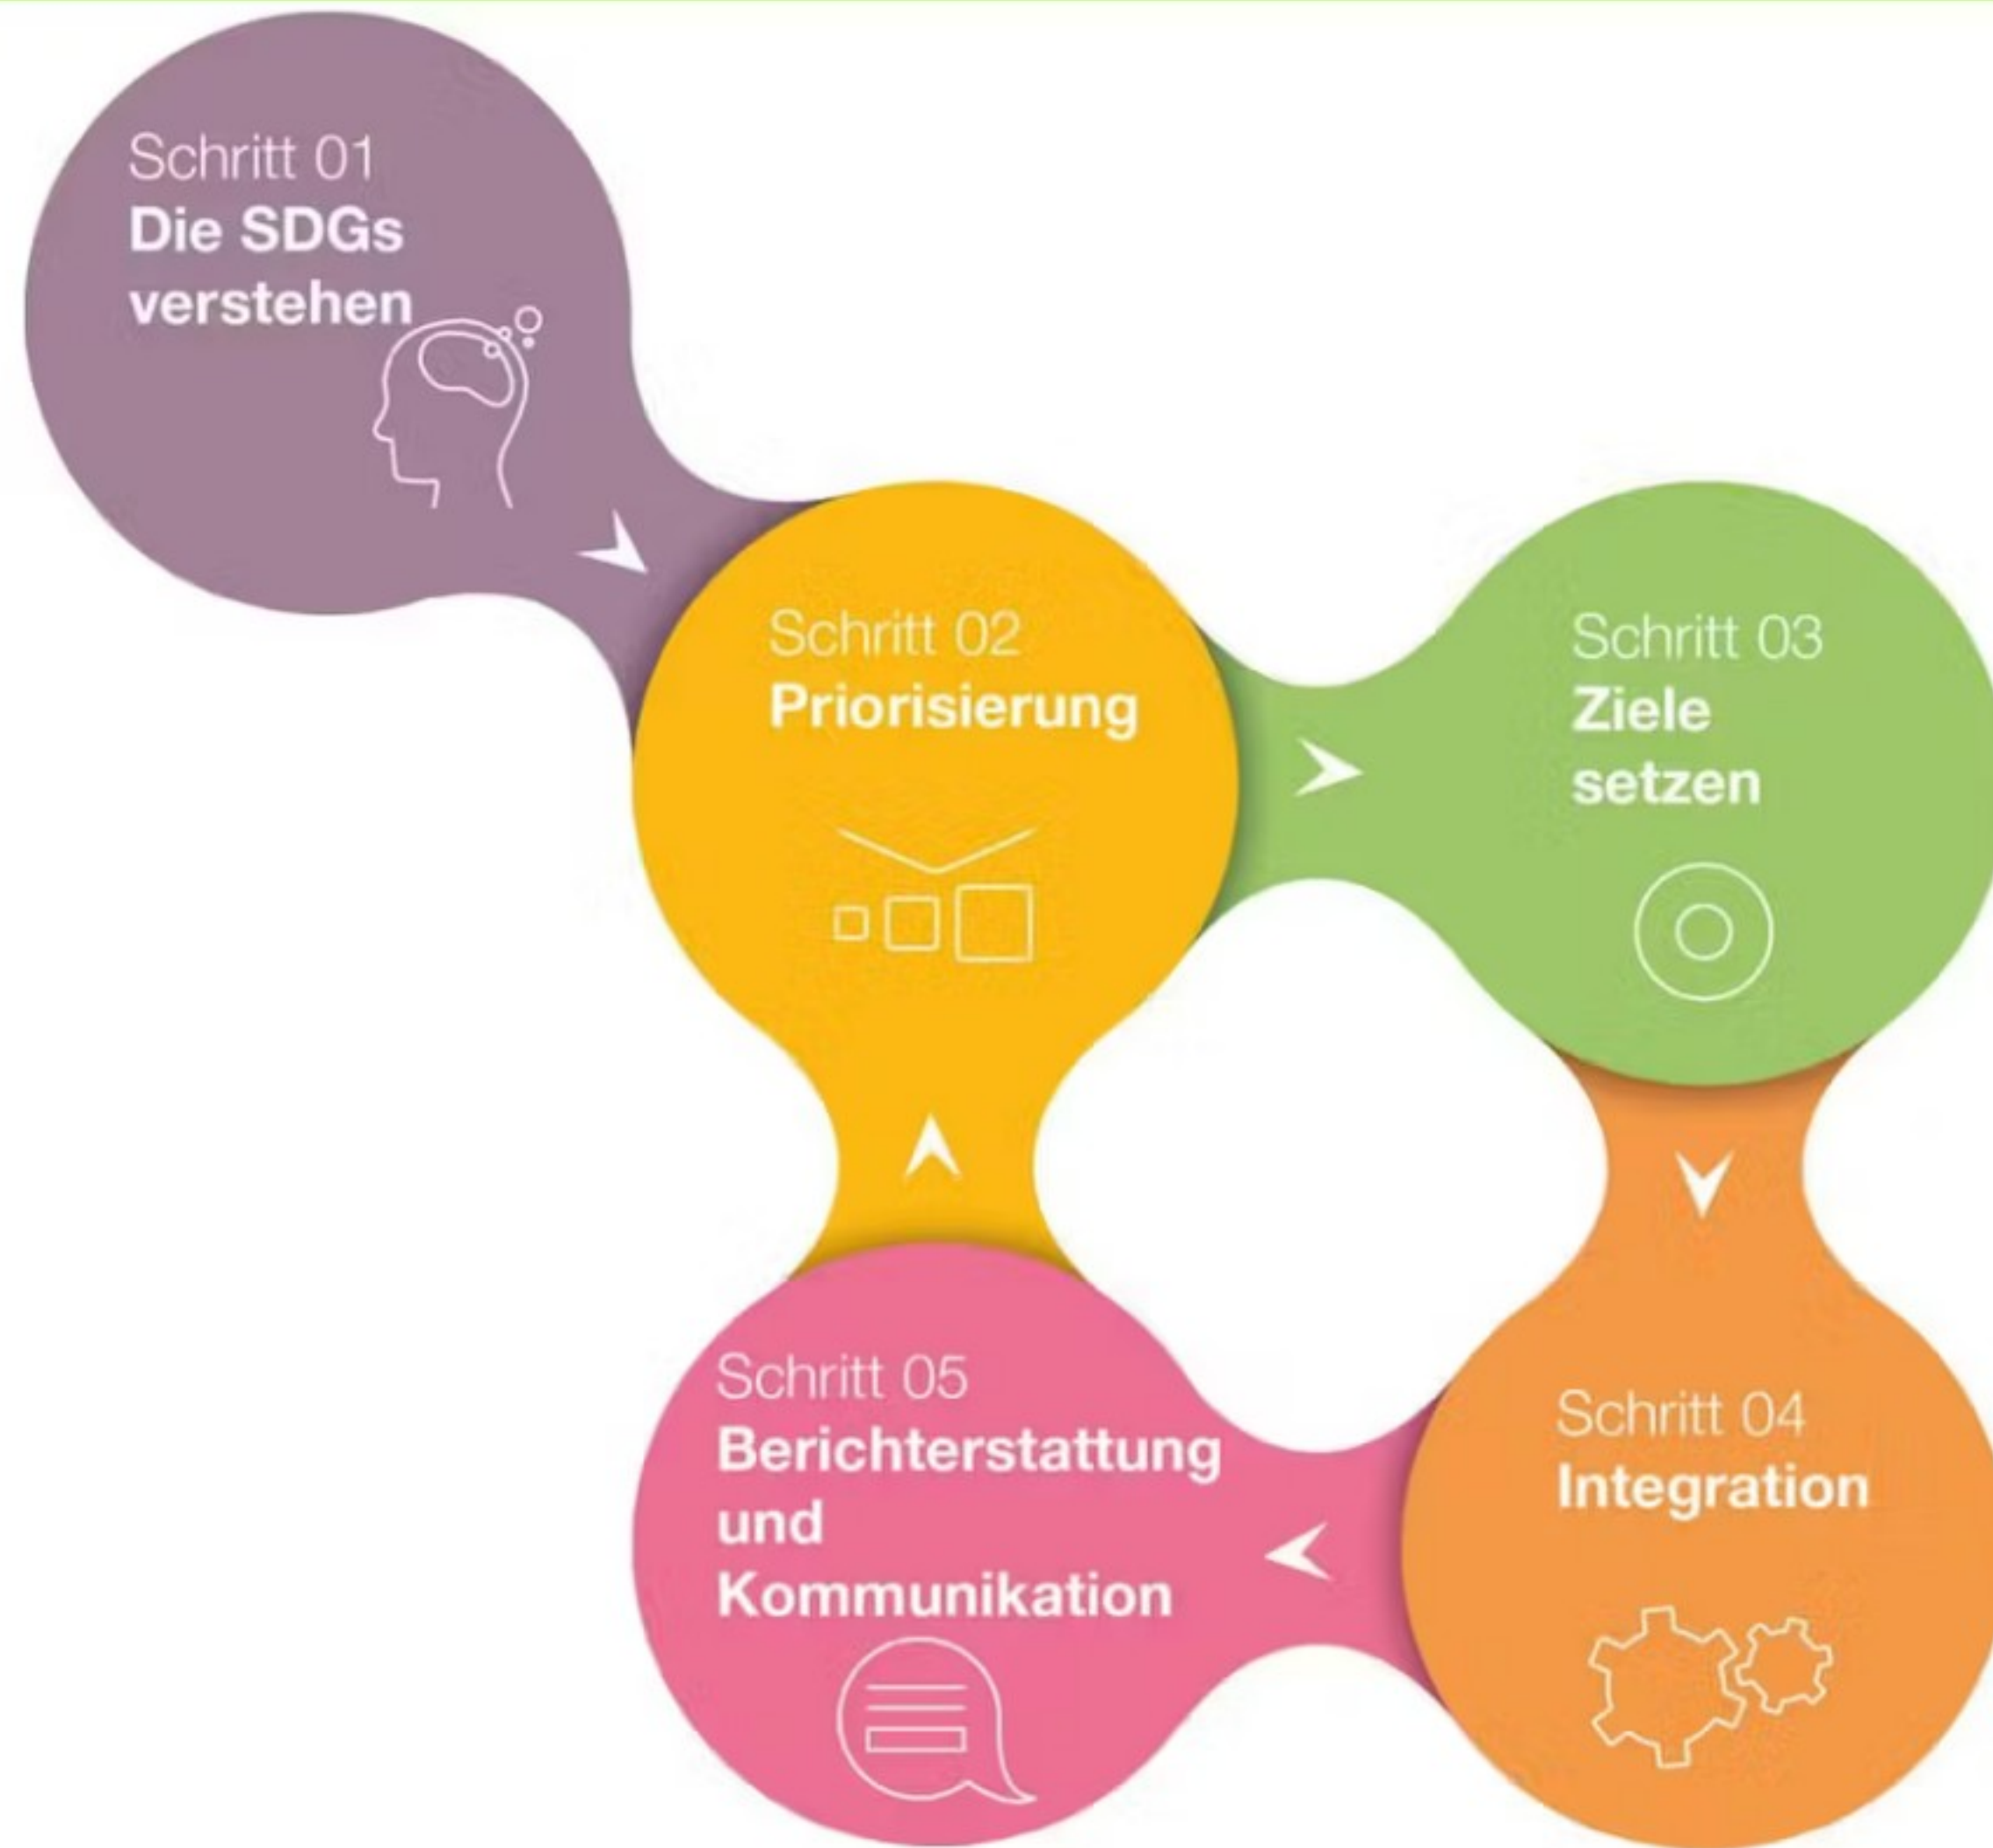 Schritt 01
Die SDGs
verstehen
Schritt 02
Priorisierung
Schritt 03
Ziele
setzen
Schritt 04
Integration
Schritt 05
Berichterstattung
und
Kommunikation